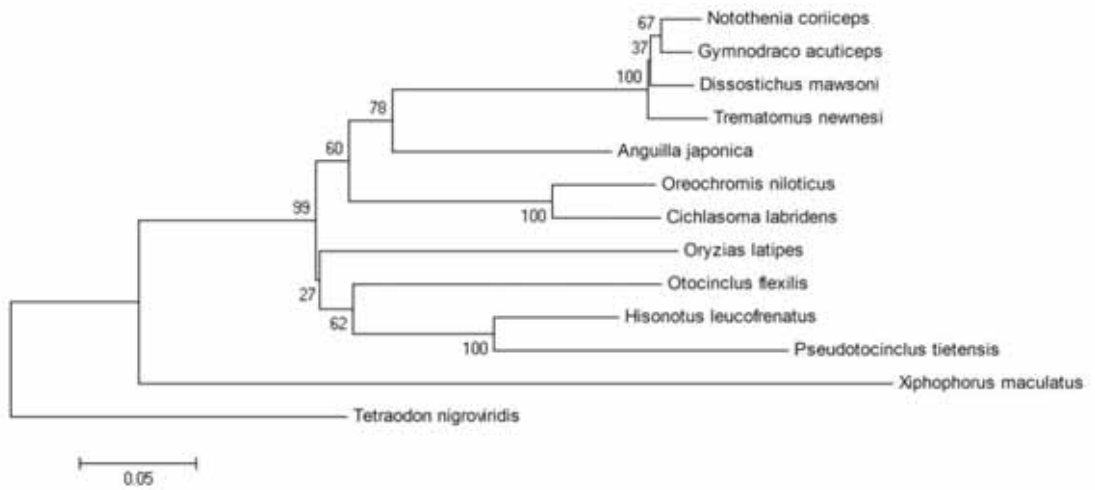 Notothenia coriiceps
67
Gymnodraco acuticeps
37
Dissostichus mawsoni
100
Trematomus newnesi
78
Anguilla japonica
60
Oreochromis niloticus
100
Cichlasoma labridens
99
Oryzias latipes
Otocinclus flexilis
27
Hisonotus leucofrenatus
62
100
Pseudotocinclus tietensis
Xiphophorus maculatus
Tetraodon nigroviridis
0.05